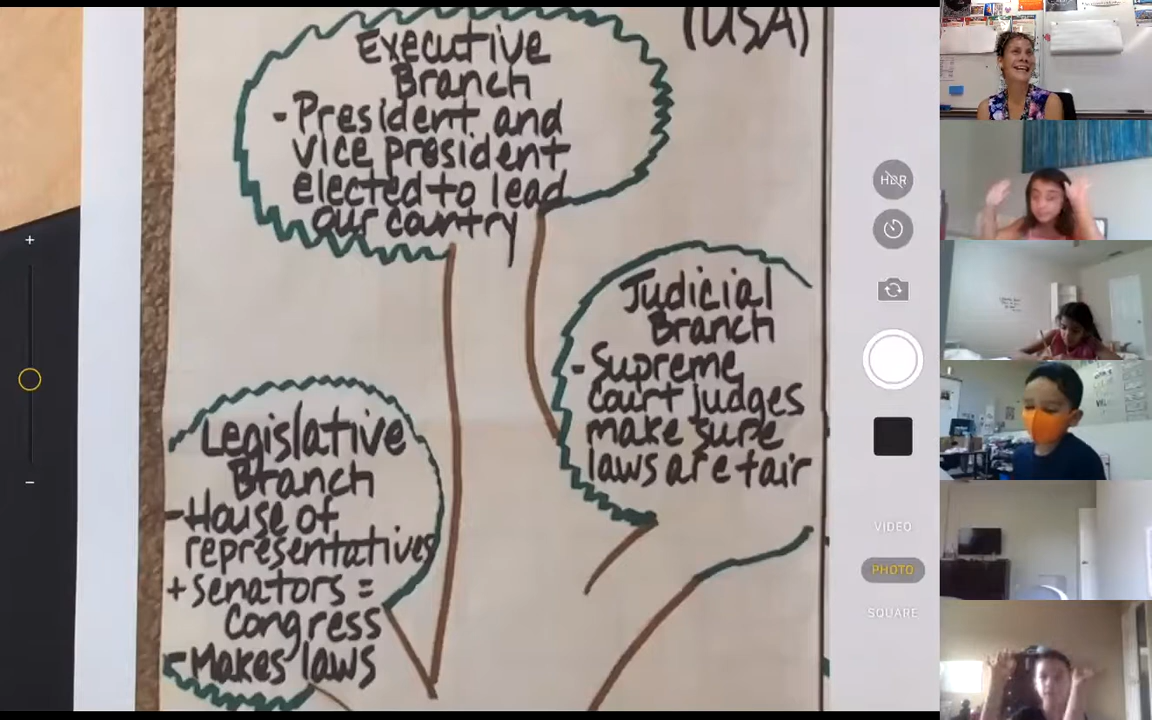 (USA)
Executive
Branch
- President and
vice president
elected to lead
our country
Judicial
Branch
- Supreme
court judges
make sure
laws are fair
Legislative
Branch
- House of
representatives
+ senators =
Congress
- Makes laws
HDR
VIDEO
PHOTO
SQUARE